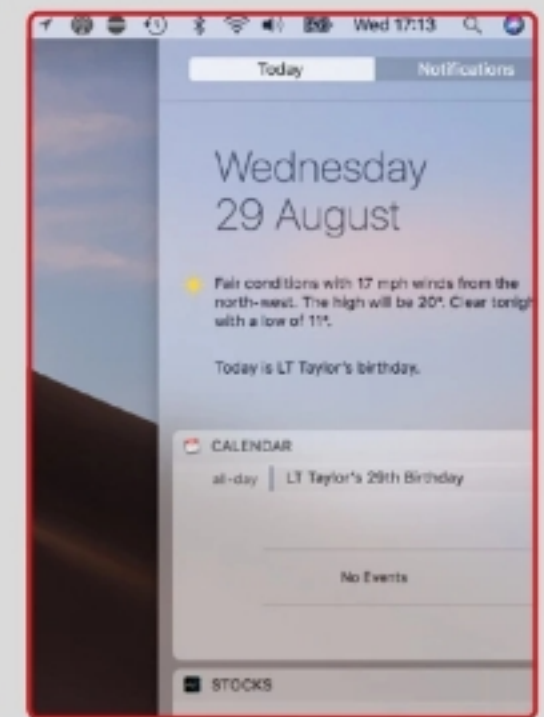 Wed 17:13
Today Notifications
Wednesday
29 August
Fair conditions with 17 mph winds from the
north-west. The high will be 20°. Clear tonigh
with a low of 11°.
Today is LT Taylor's birthday.
CALENDAR
all-day LT Taylor's 29th Birthday
No Events
STOCKS